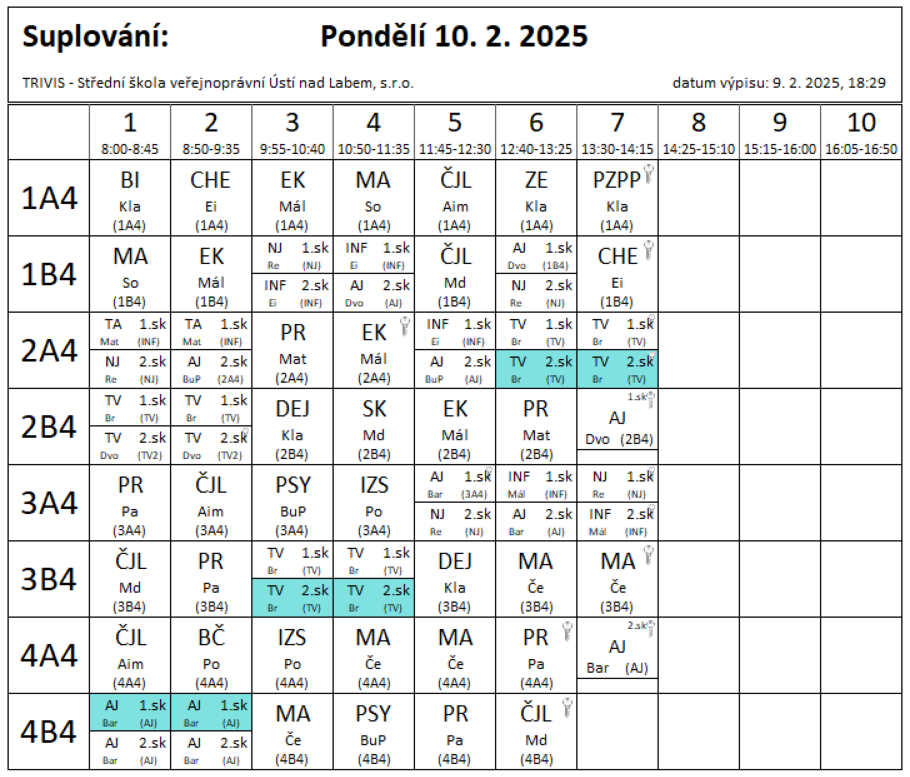 Suplování: Pondělí 10. 2. 2025
TRIVIS - Střední škola veřejnoprávní Ústí nad Labem, s.r.o. datum výpisu: 9. 2. 2025, 18:29
1 2 3 4 5 6 7 8 9 10
8:00-8:45 8:50-9:35 9:55-10:40 10:50-11:35 11:45-12:30 12:40-13:25 13:30-14:15 14:25-15:10 15:15-16:00 16:05-16:50
1A4
BI CHE EK MA ČJL ZE PZPP
Kla Ei Mál So Aim Kla Kla
(1A4) (1A4) (1A4) (1A4) (1A4) (1A4) (1A4)
1B4
MA EK NJ 1.sk INF 1.sk ČJL AJ 1.sk CHE
Re (NJ) Ei (INF) Dvo (1B4)
So Mál INF 2.sk AJ 2.sk Md NJ 2.sk Ei
(1B4) (1B4) Ei (INF) Dvo (AJ) (1B4) Re (NJ) (1B4)
2A4
TA 1.sk TA 1.sk PR EK INF 1.sk TV 1.sk TV 1.sk
Mat (INF) Mat (INF) Ei (INF) Br (TV) Br (TV)
NJ 2.sk AJ 2.sk Mat Mál AJ 2.sk TV 2.sk TV 2.sk
Re (NJ) BuP (2A4) (2A4) (2A4) BuP (AJ) Br (TV) Br (TV)
2B4
TV 1.sk TV 1.sk DEJ SK EK PR 1.sk
Br (TV) Br (TV) AJ
TV 2.sk TV 2.sk Kla Md Mál Mat Dvo (2B4)
Dvo (TV2) Dvo (TV2) (2B4) (2B4) (2B4) (2B4)
3A4
PR ČJL PSY IZS AJ 1.sk INF 1.sk NJ 1.sk
Bar (3A4) Mál (INF) Re (NJ)
Pa Aim BuP Po NJ 2.sk AJ 2.sk INF 2.sk
(3A4) (3A4) (3A4) (3A4) Re (NJ) Bar (AJ) Mál (INF)
3B4
ČJL PR TV 1.sk TV 1.sk DEJ MA MA
Br (TV) Br (TV)
Md Pa TV 2.sk TV 2.sk Kla Če Če
(3B4) (3B4) Br (TV) Br (TV) (3B4) (3B4) (3B4)
4A4
ČJL BČ IZS MA MA PR 2.sk
AJ
Aim Po Po Če Če Pa Bar (AJ)
(4A4) (4A4) (4A4) (4A4) (4A4) (4A4)
4B4
AJ 1.sk AJ 1.sk MA PSY PR ČJL
Bar (AJ) Bar (AJ)
AJ 2.sk AJ 2.sk Če BuP Pa Md
Bar (AJ) Bar (AJ) (4B4) (4B4) (4B4) (4B4)